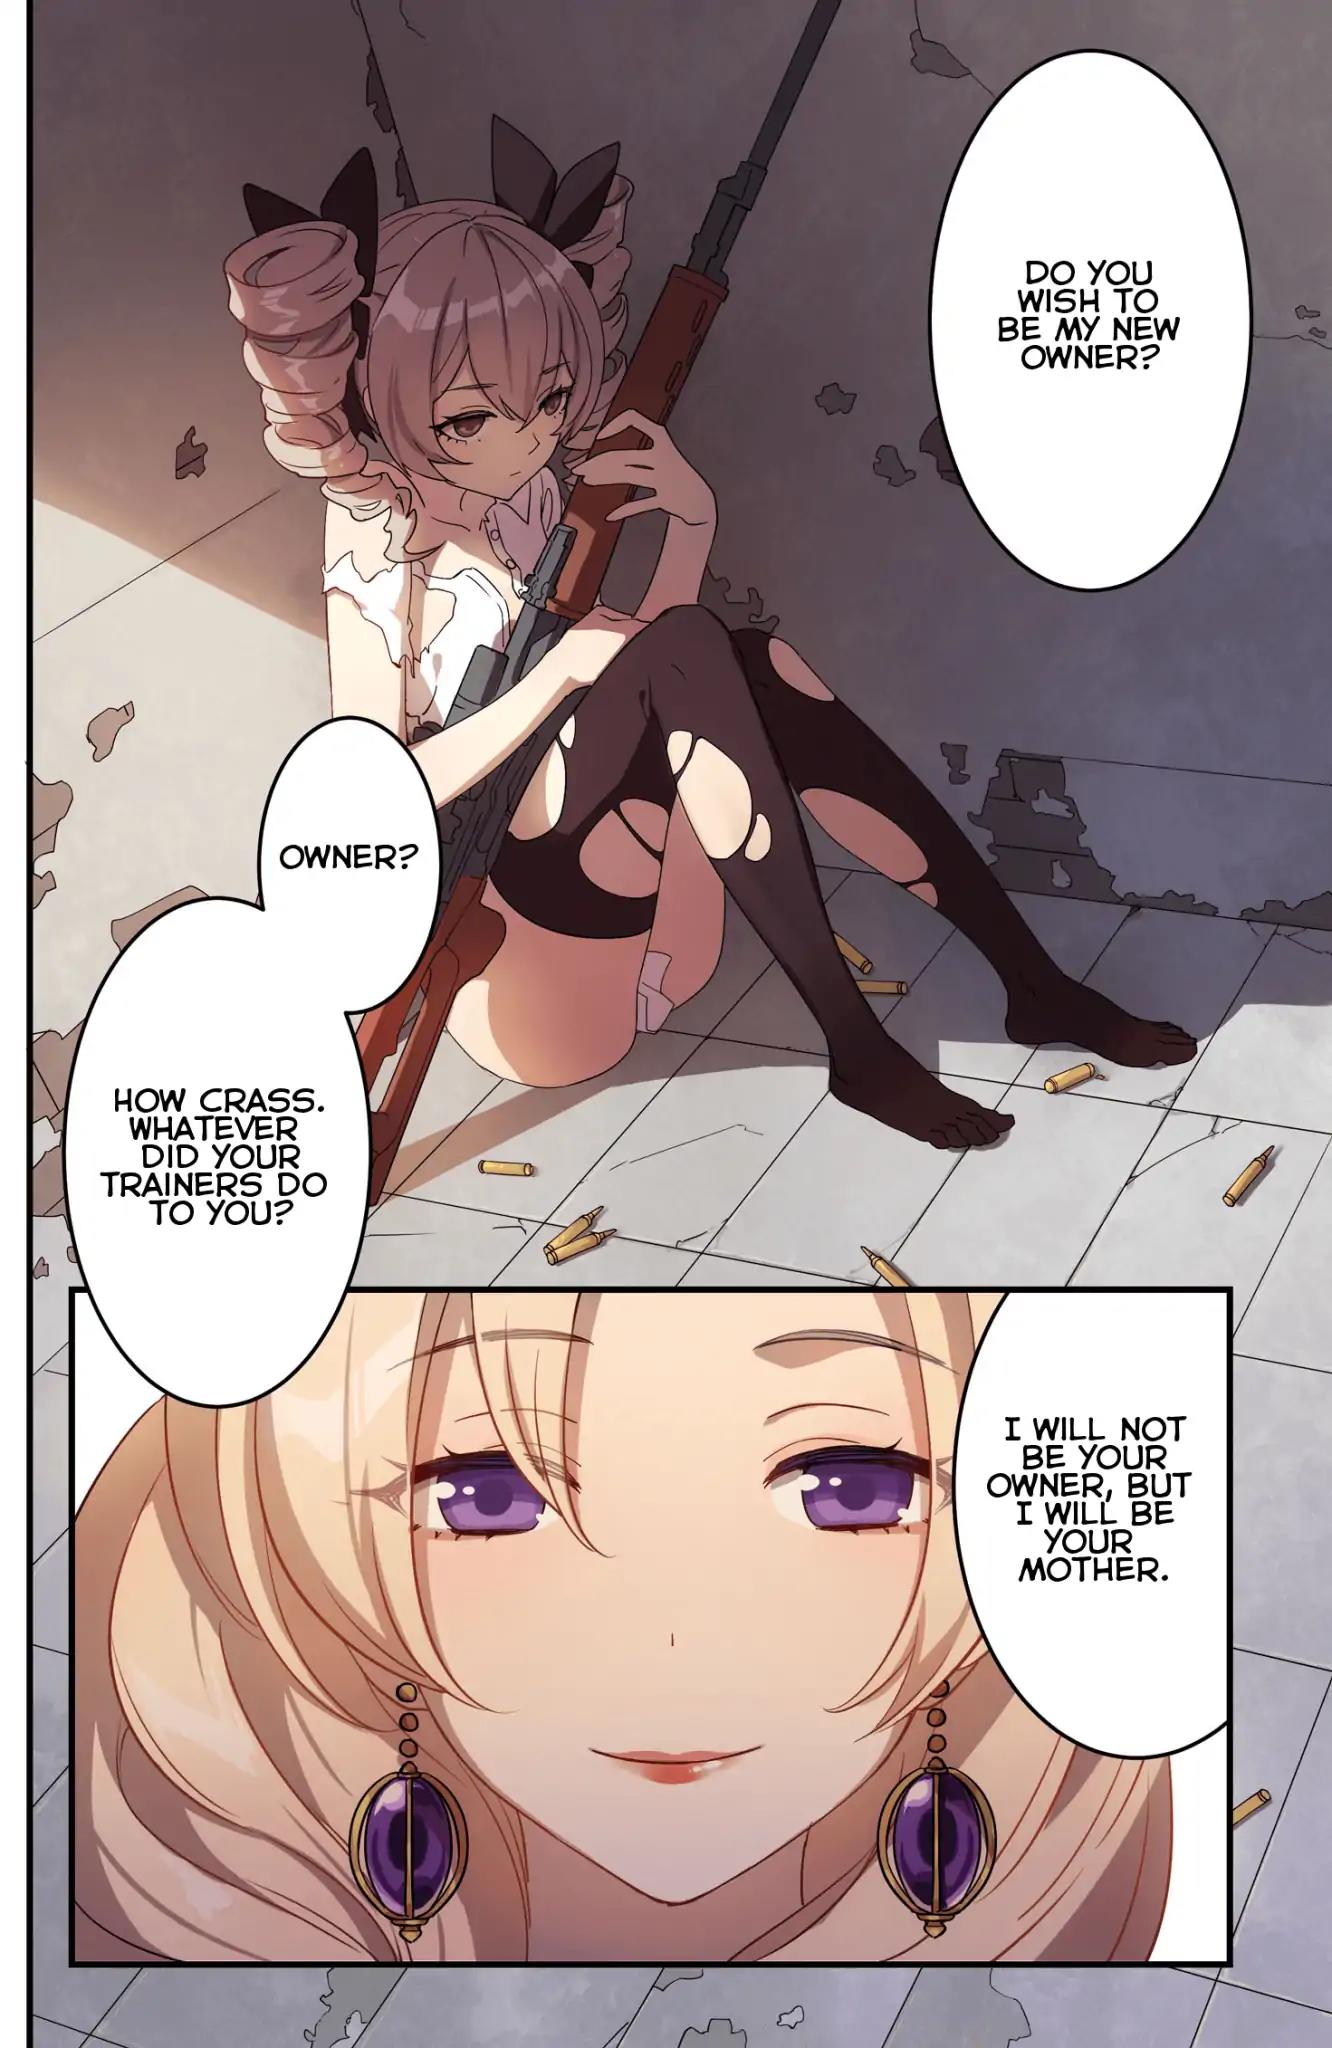 DO YOU
WISH TO
BE MY NEW
OWNER?
OWNER?
HOW CRASS.
WHATEVER
DID YOUR
TRAINERS DO
TO YOU?
I WILL NOT
BE YOUR
OWNER, BUT
I WILL BE
YOUR
MOTHER.